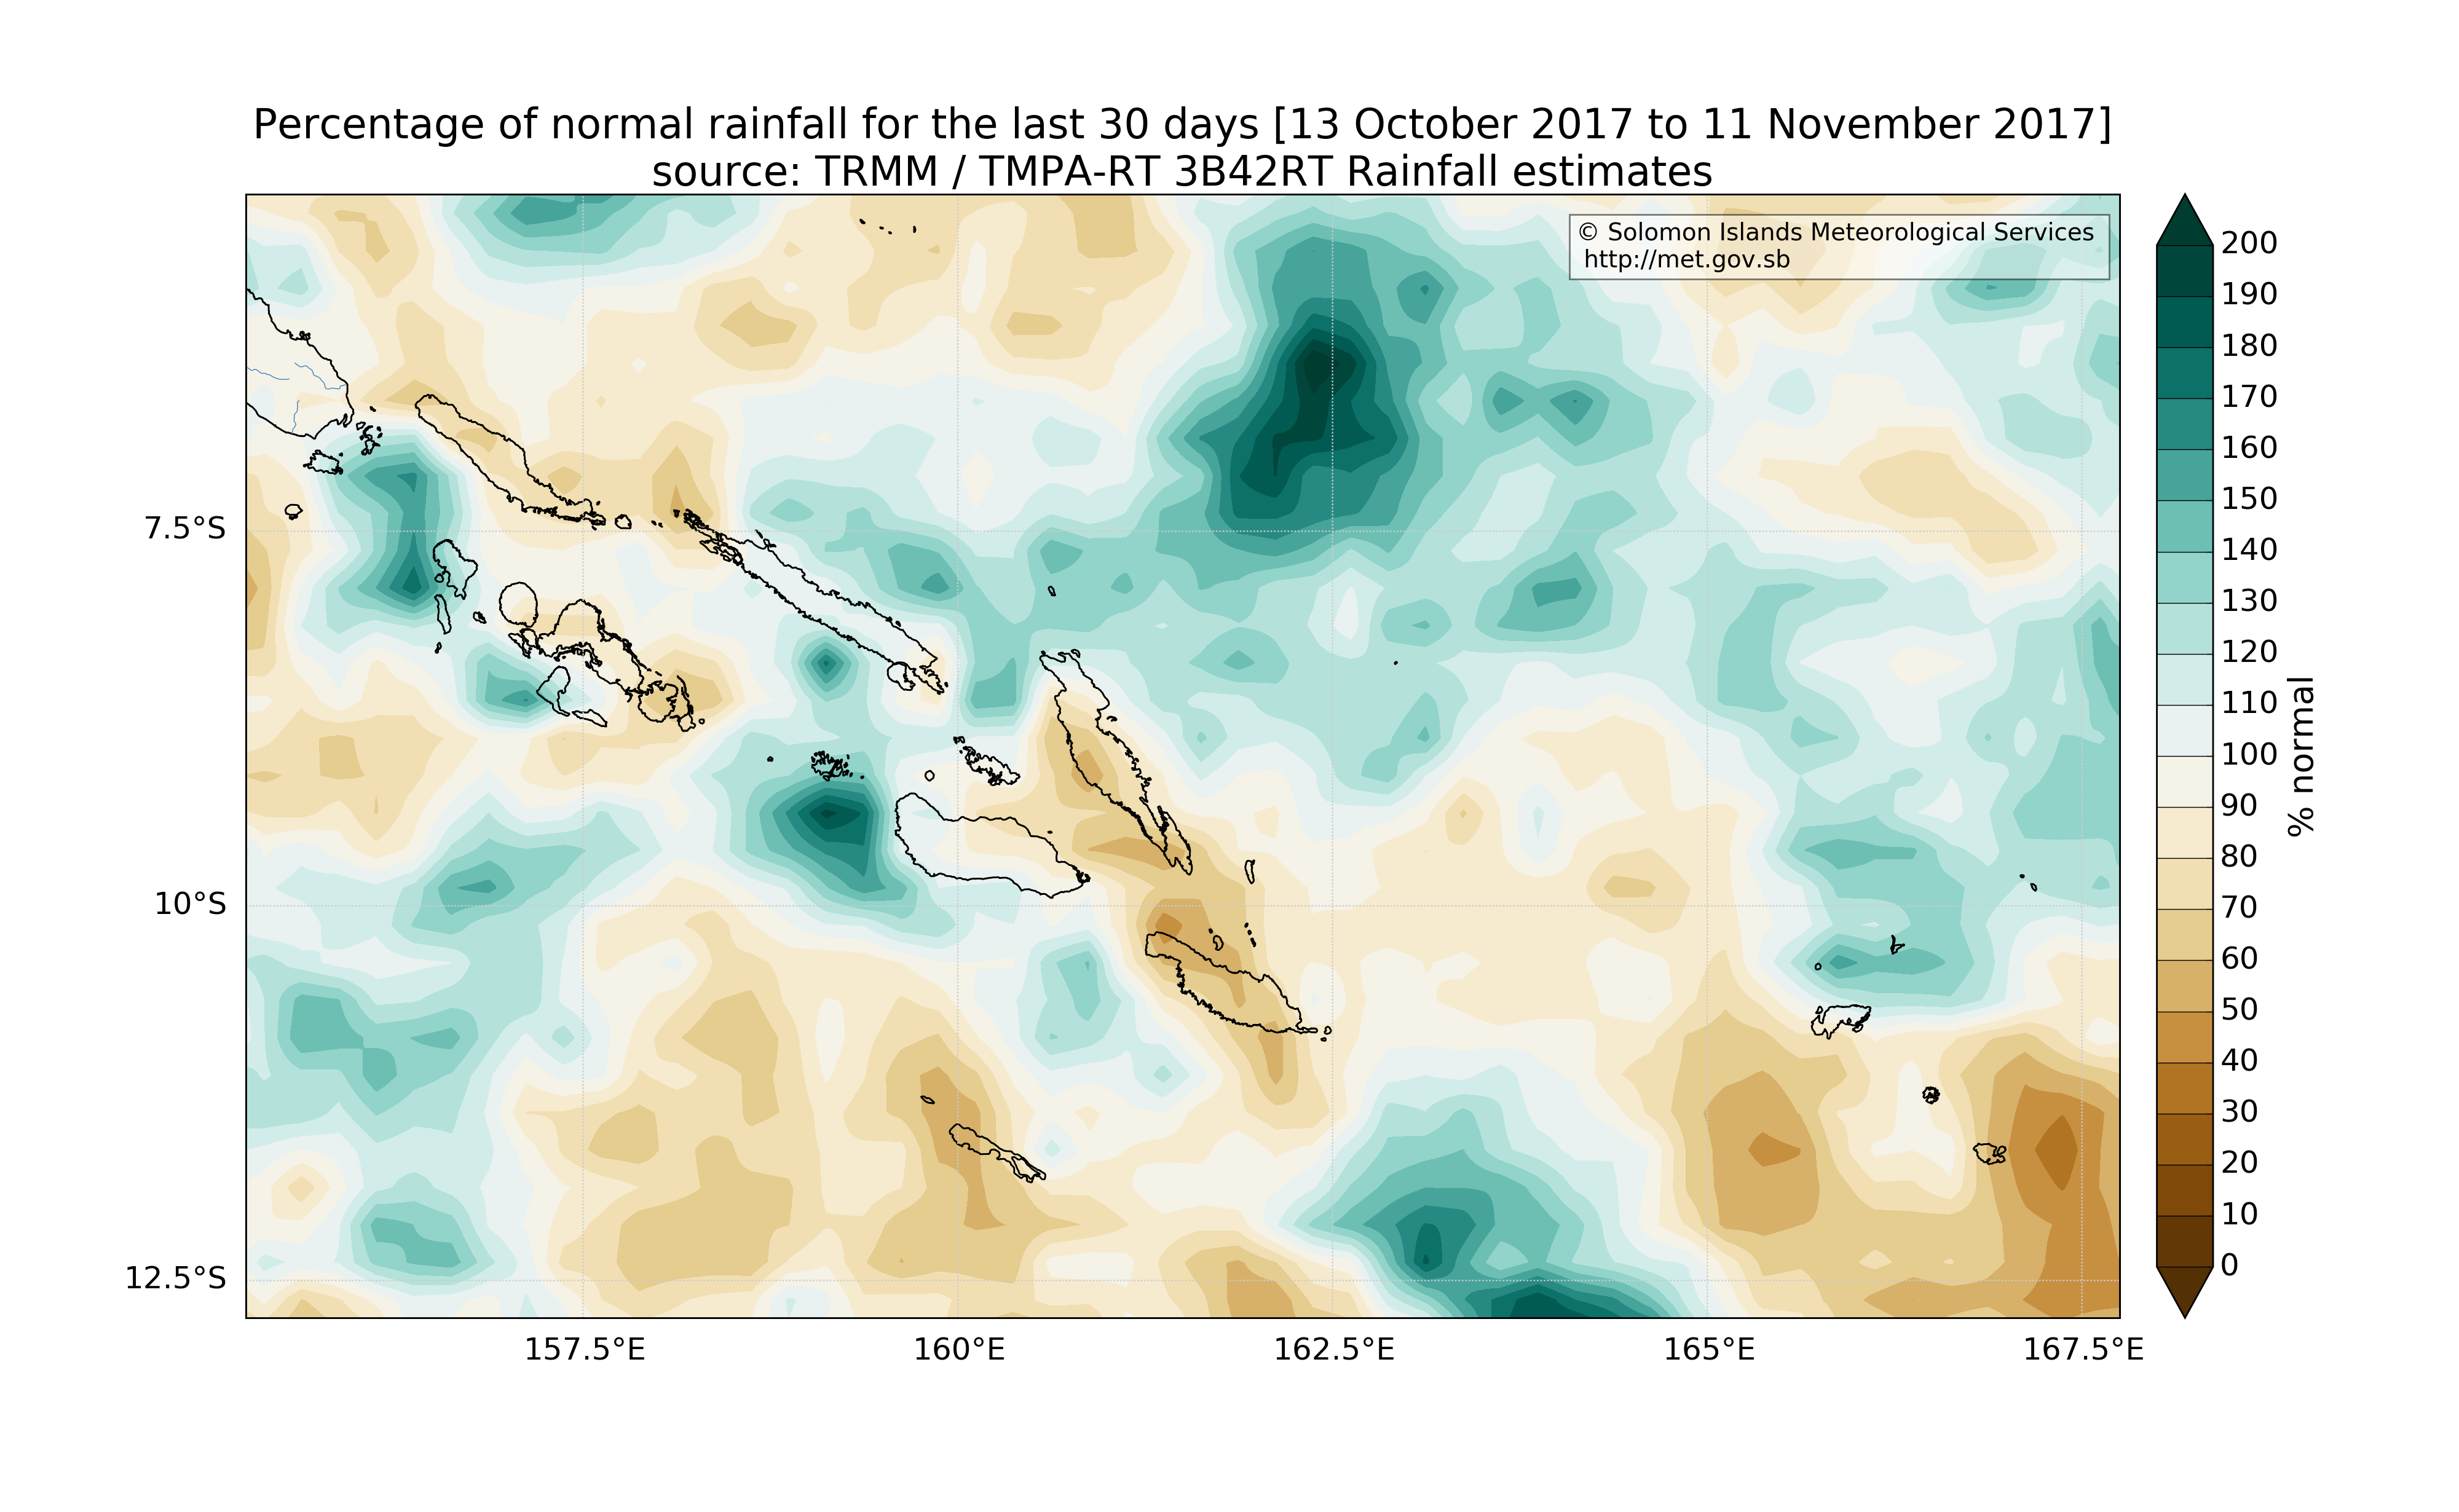 Percentage of normal rainfall for the last 30 days [13 October 2017 to 11 November 2017]
source: TRMM / TMPA-RT 3B42RT Rainfall estimates
© Solomon Islands Meteorological Services
http://met.gov.sb
7.5°S
10°S
12.5°S
157.5°E
160°E
162.5°E
165°E
167.5°E
200
190
180
170
160
150
140
130
120
110
100
90
80
70
60
50
40
30
20
10
0
% normal